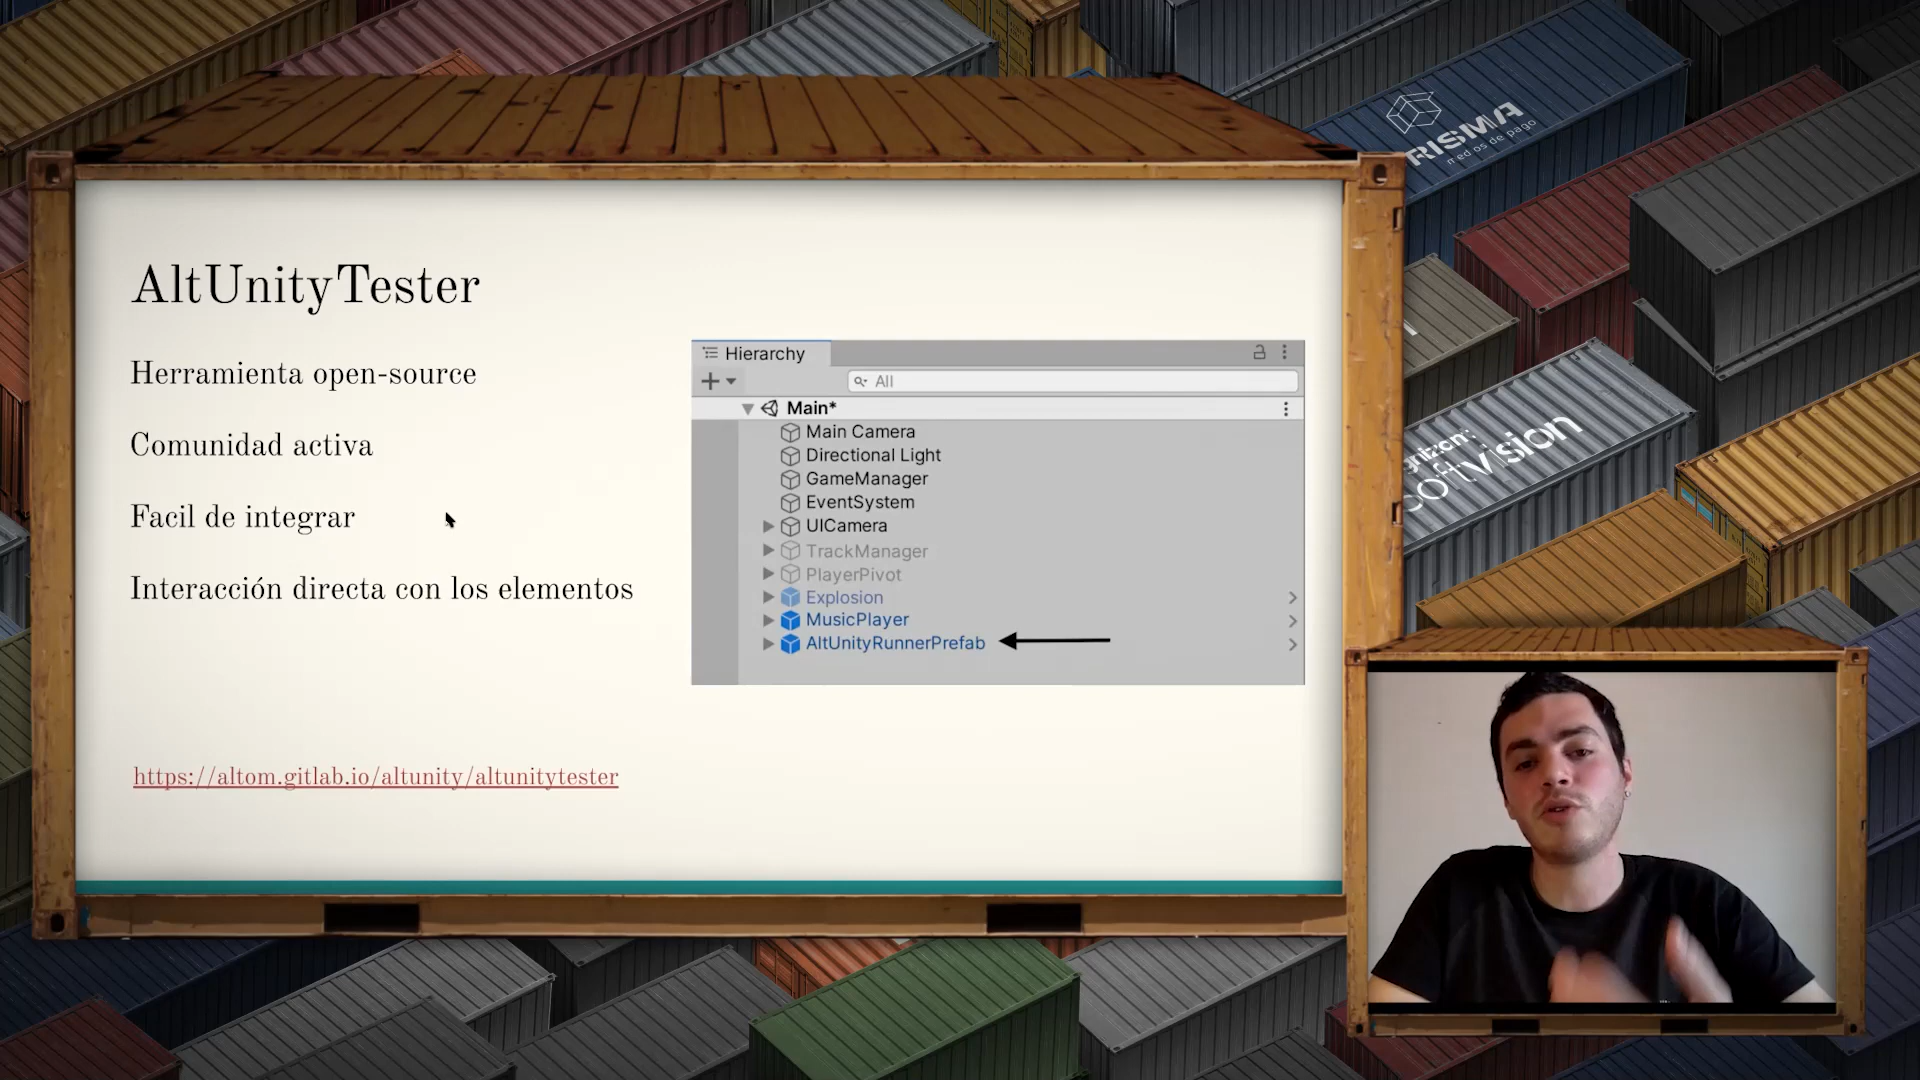 AltUnityTester
Herramienta open-source
Comunidad activa
Facil de integrar
Interacción directa con los elementos
https://altom.gitlab.io/altunity/altunitytester
Hierarchy
All
Main*
Main Camera
Directional Light
GameManager
EventSystem
UICamera
TrackManager
PlayerPivot
Explosion
MusicPlayer
AltUnityRunnerPrefab
RISMA
medios de pago
softvision